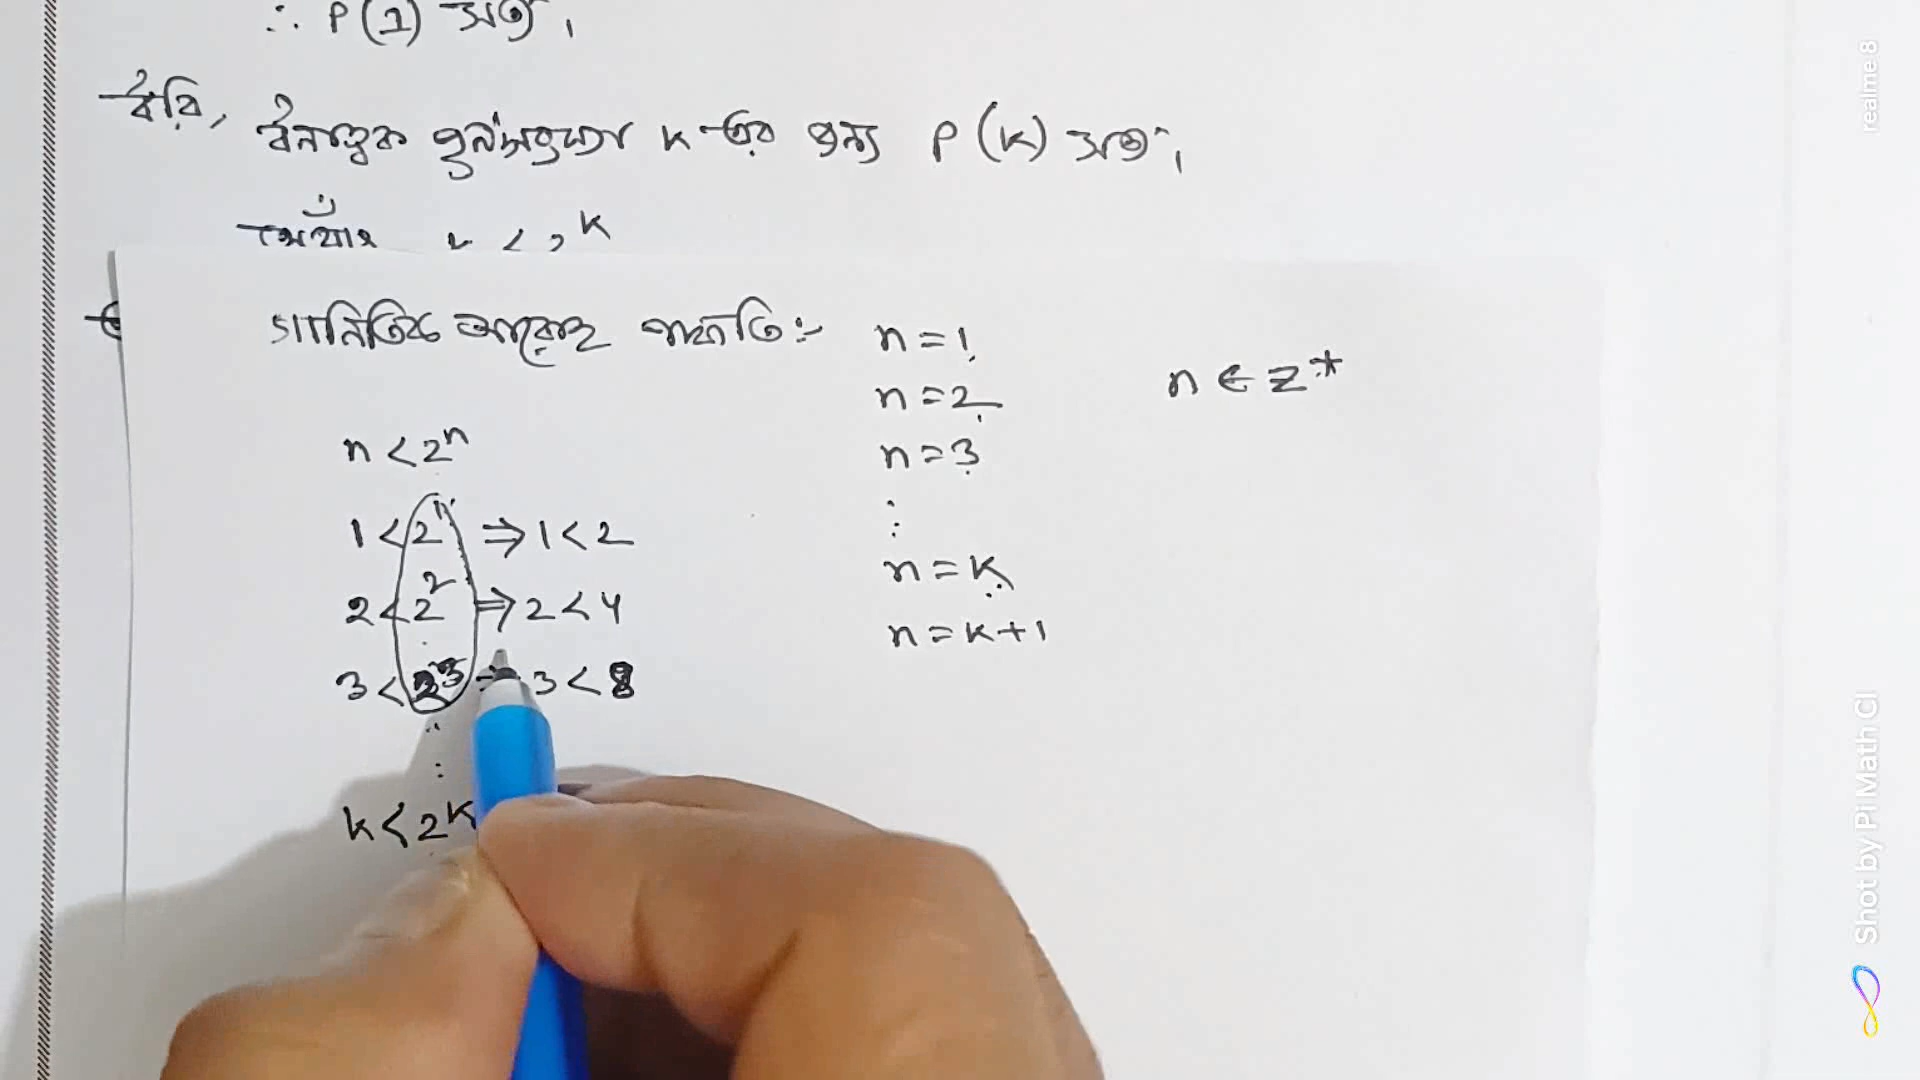 ∴ P(1) সত্য।
ধরি, ধনাত্বক পূর্ণসংখ্যা k-এর জন্য P(k) সত্য।
k < 2^k
গানিতিক আরোহ পদ্ধতিঃ-
n = 1
n = 2
n = 3
⋮
n = k
n = k+1
n ∈ Z*
n < 2^n
1 < 2^1 ⇒ 1 < 2
2 < 2^2 ⇒ 2 < 4
3 < 2^3 ⇒ 3 < 8
⋮
k < 2^k
realme 8
Shot by Pi Math Cl